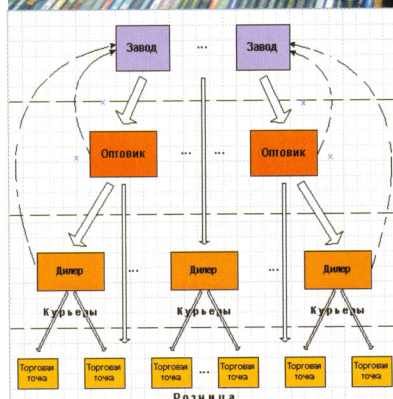 Завод ... Завод
Оптовик ... ... Оптовик
Дилер ... Дилер ... Дилер
Курьеры Курьеры Курьеры
Торговая точка Торговая точка Торговая точка ... Торговая точка Торговая точка Торговая точка
Розница